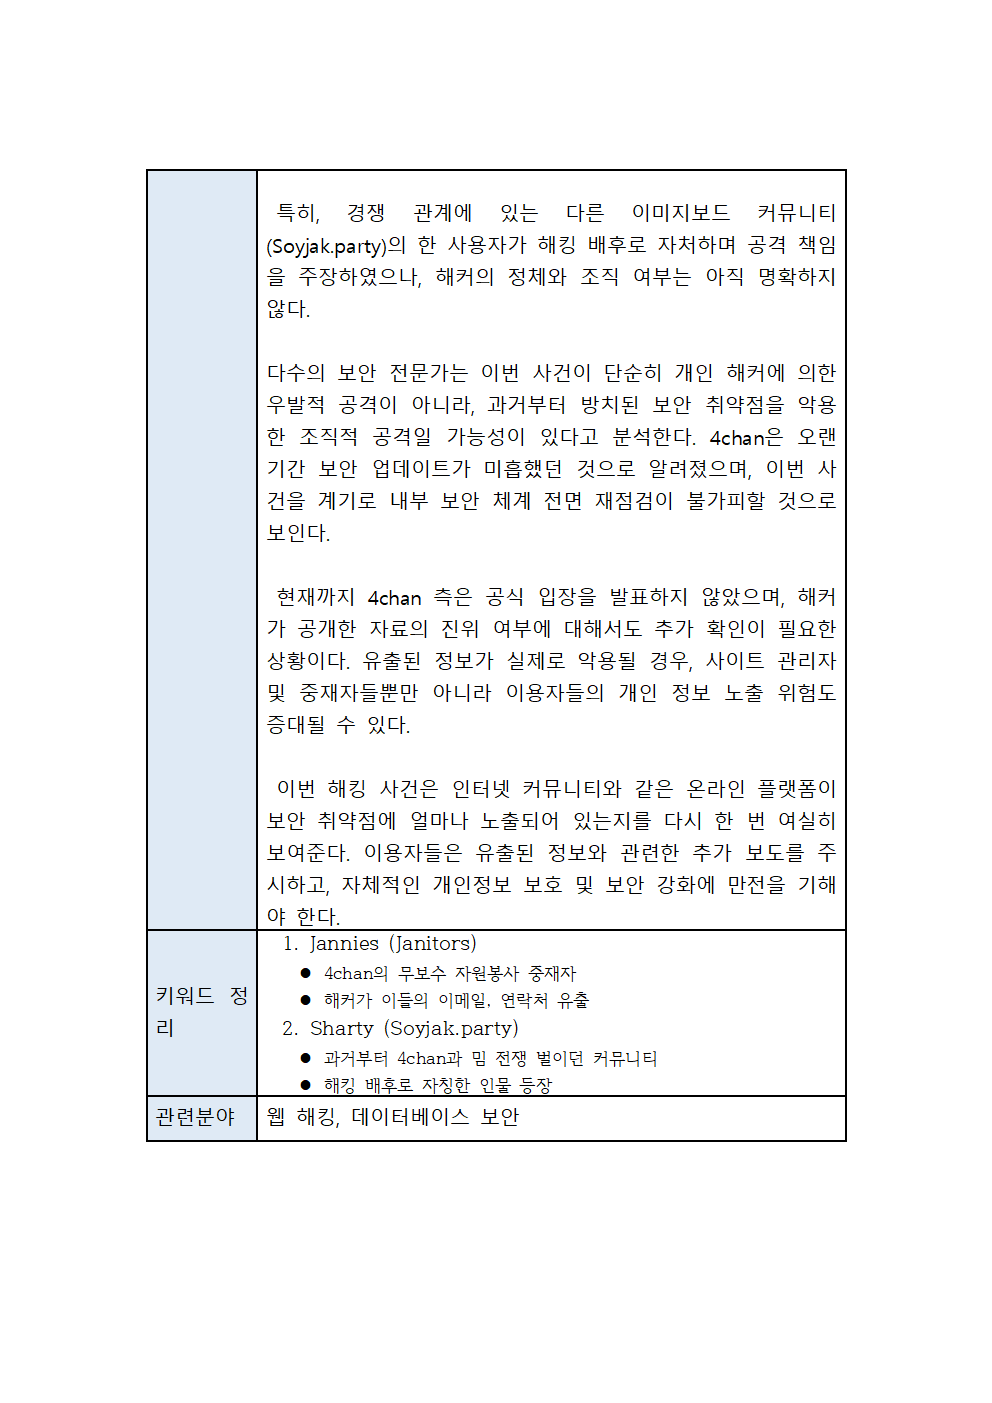 특히, 경쟁 관계에 있는 다른 이미지보드 커뮤니티
(Soyjak.party)의 한 사용자가 해킹 배후로 자처하며 공격 책임
을 주장하였으나, 해커의 정체와 조직 여부는 아직 명확하지
않다.
다수의 보안 전문가는 이번 사건이 단순히 개인 해커에 의한
우발적 공격이 아니라, 과거부터 방치된 보안 취약점을 악용
한 조직적 공격일 가능성이 있다고 분석한다. 4chan은 오랜
기간 보안 업데이트가 미흡했던 것으로 알려졌으며, 이번 사
건을 계기로 내부 보안 체계 전면 재점검이 불가피할 것으로
보인다.
현재까지 4chan 측은 공식 입장을 발표하지 않았으며, 해커
가 공개한 자료의 진위 여부에 대해서도 추가 확인이 필요한
상황이다. 유출된 정보가 실제로 악용될 경우, 사이트 관리자
및 중재자들뿐만 아니라 이용자들의 개인 정보 노출 위험도
증대될 수 있다.
이번 해킹 사건은 인터넷 커뮤니티와 같은 온라인 플랫폼이
보안 취약점에 얼마나 노출되어 있는지를 다시 한 번 여실히
보여준다. 이용자들은 유출된 정보와 관련한 추가 보도를 주
시하고, 자체적인 개인정보 보호 및 보안 강화에 만전을 기해
야 한다.
키워드 정
리
1. Jannies (Janitors)
● 4chan의 무보수 자원봉사 중재자
● 해커가 이들의 이메일, 연락처 유출
2. Sharty (Soyjak.party)
● 과거부터 4chan과 밈 전쟁 벌이던 커뮤니티
● 해킹 배후로 자칭한 인물 등장
관련분야
웹 해킹, 데이터베이스 보안